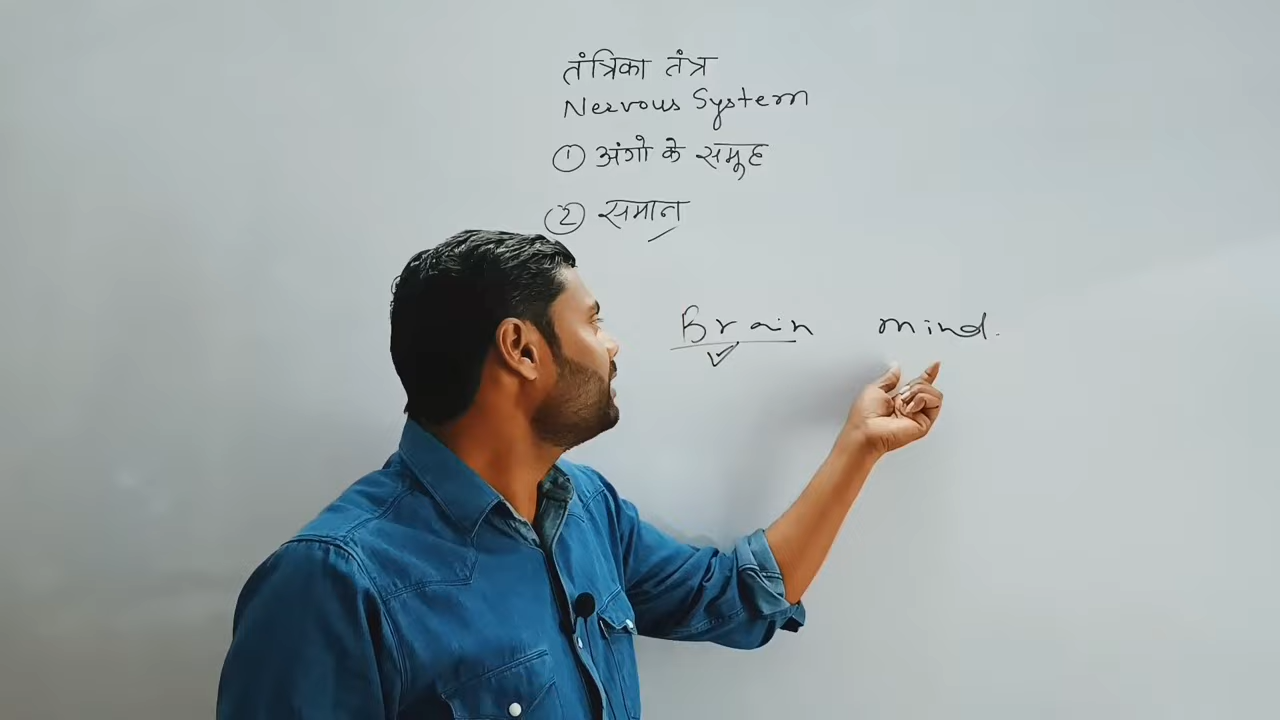 तंत्रिका तंत्र
Nervous System
① अंगो के समूह
② समान
Brain mind.